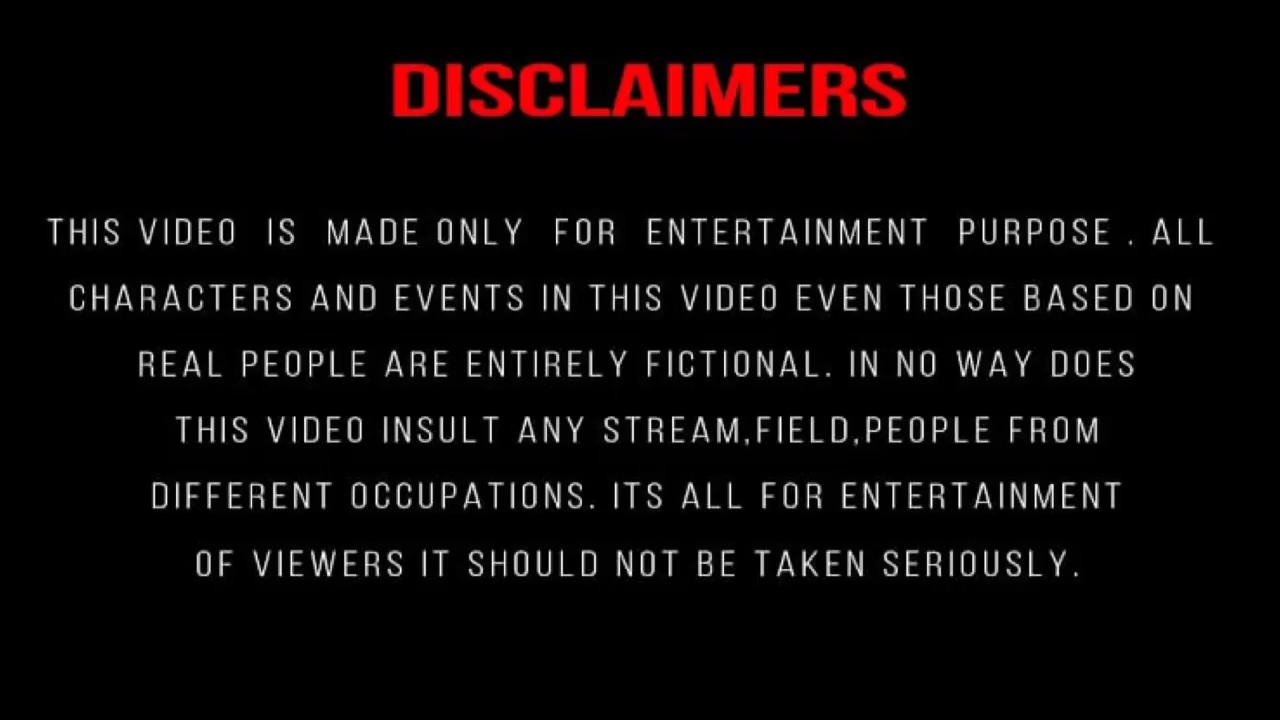 DISCLAIMERS
THIS VIDEO IS MADE ONLY FOR ENTERTAINMENT PURPOSE . ALL
CHARACTERS AND EVENTS IN THIS VIDEO EVEN THOSE BASED ON
REAL PEOPLE ARE ENTIRELY FICTIONAL. IN NO WAY DOES
THIS VIDEO INSULT ANY STREAM,FIELD,PEOPLE FROM
DIFFERENT OCCUPATIONS. ITS ALL FOR ENTERTAINMENT
OF VIEWERS IT SHOULD NOT BE TAKEN SERIOUSLY.